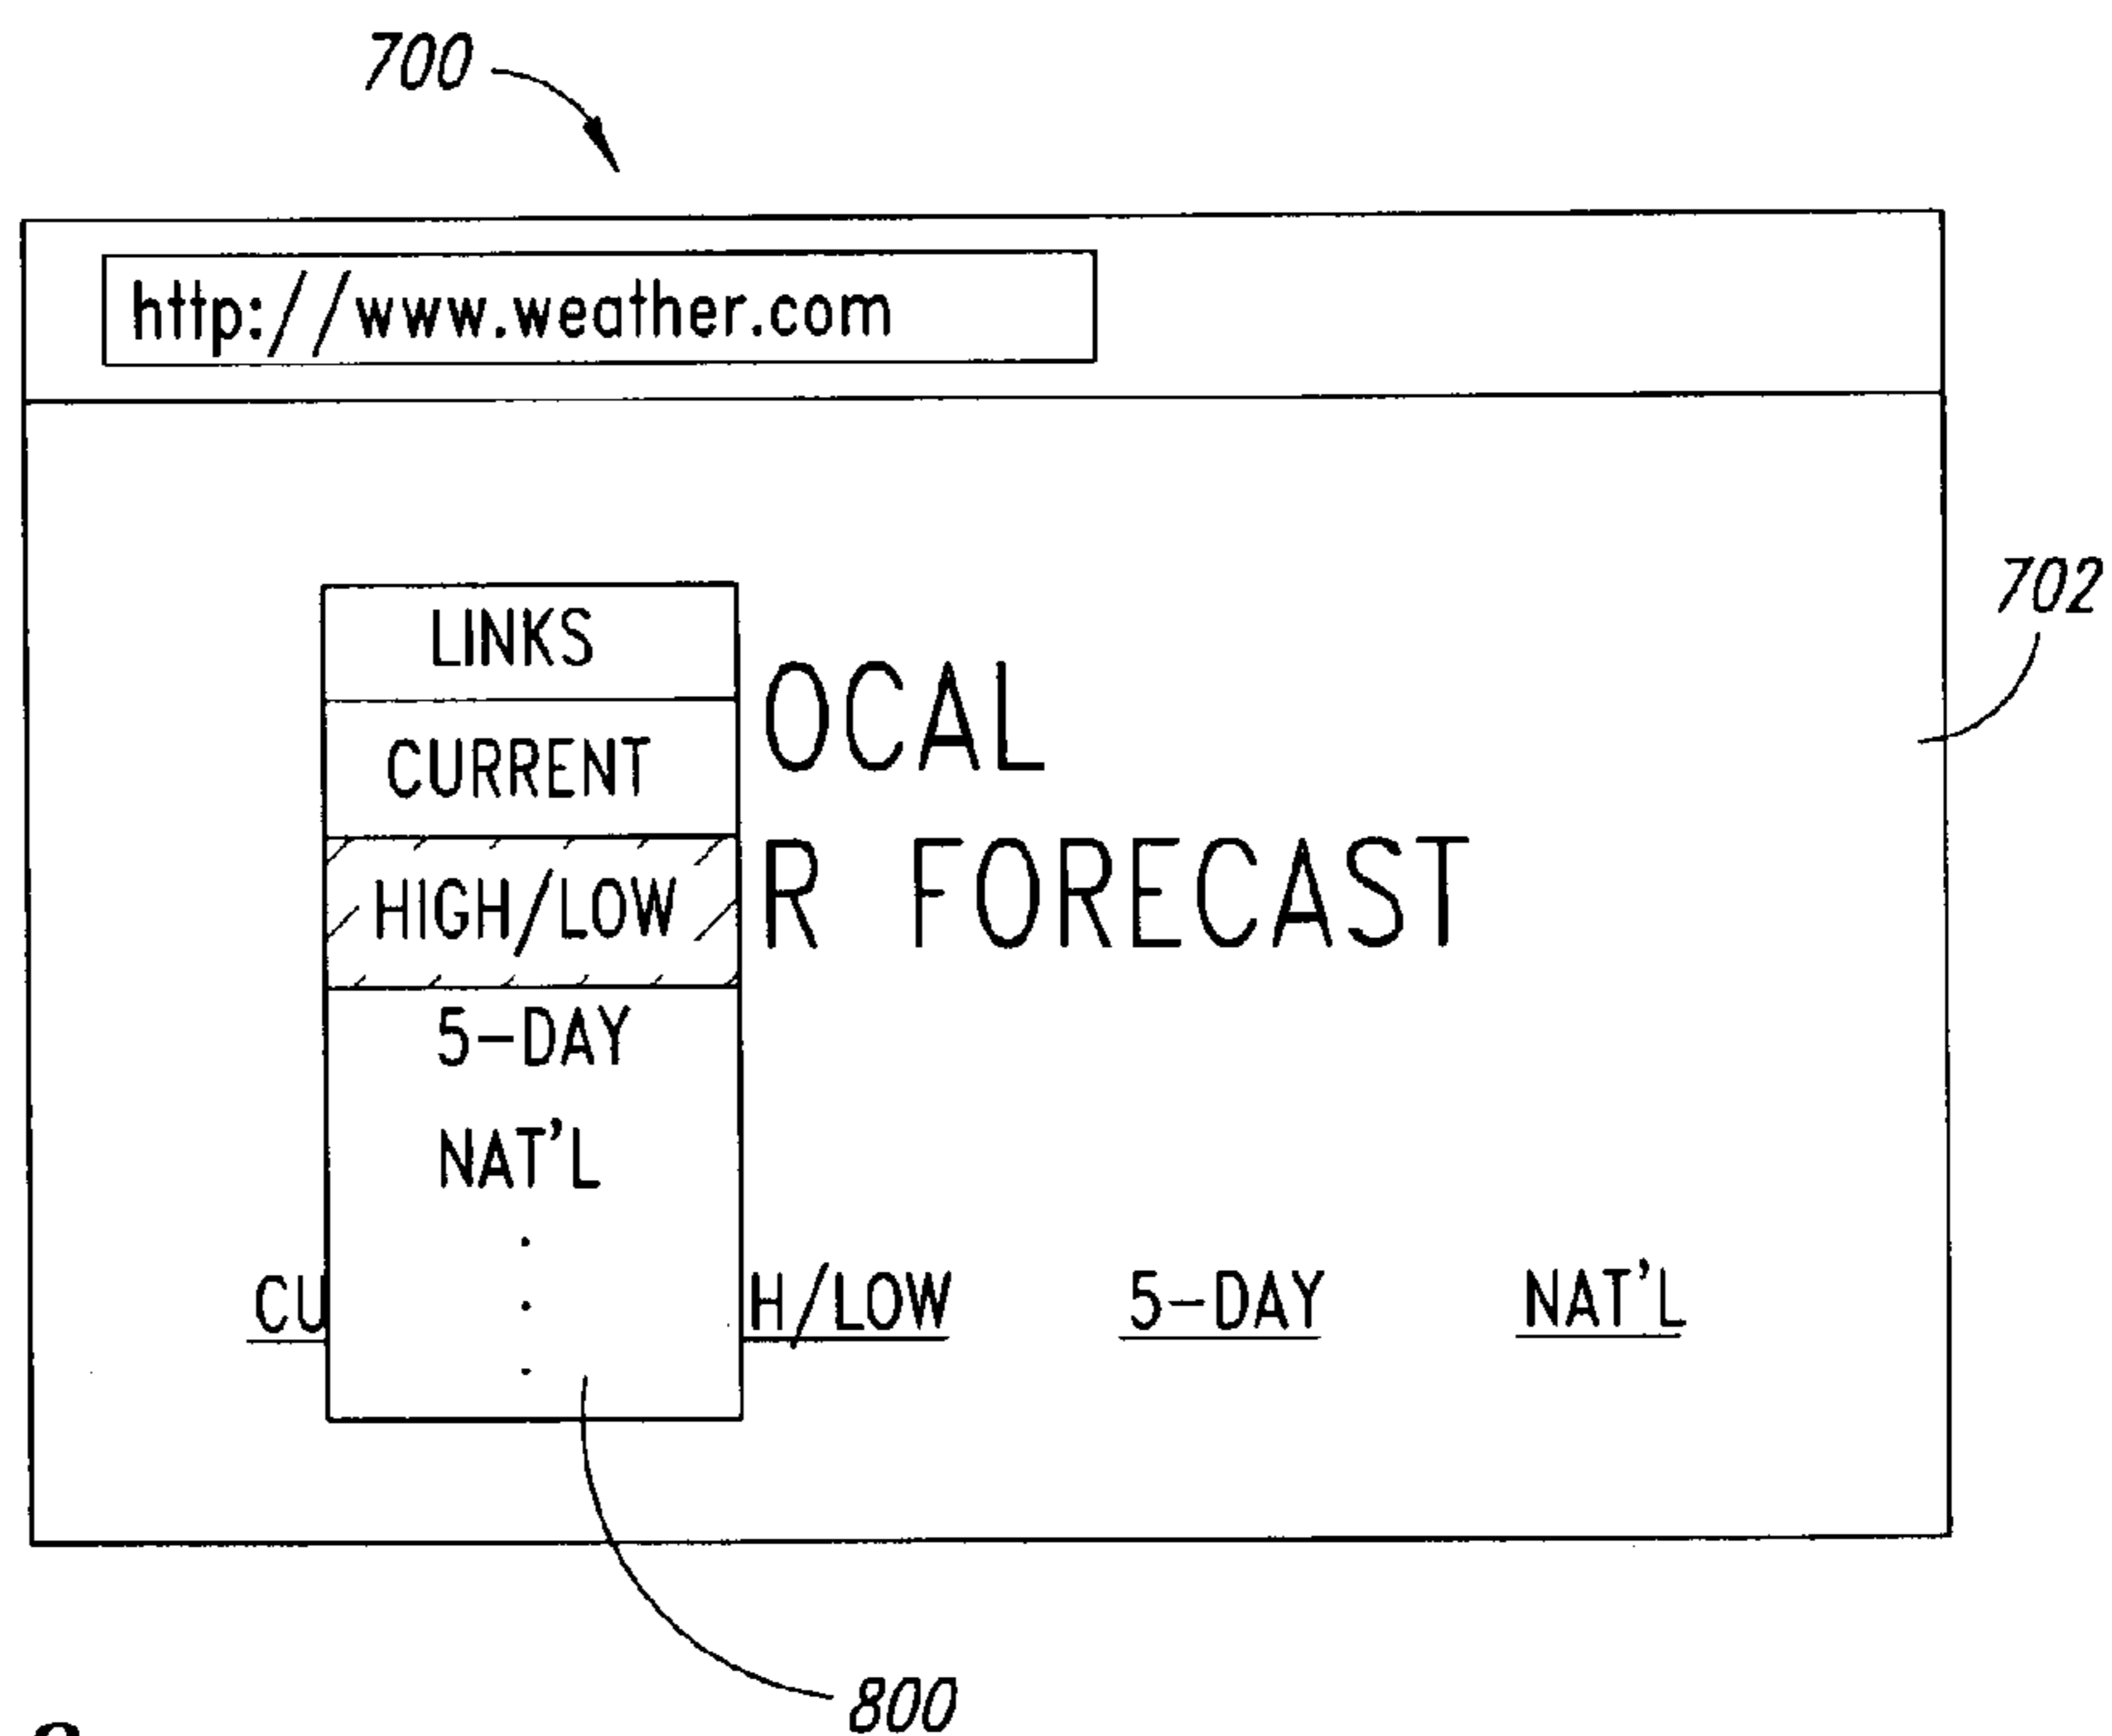 700
http://www.weather.com
702
LINKS
OCAL
CURRENT
R FORECAST
HIGH/LOW
5-DAY
NAT'L
CU H/LOW 5-DAY NAT'L
800